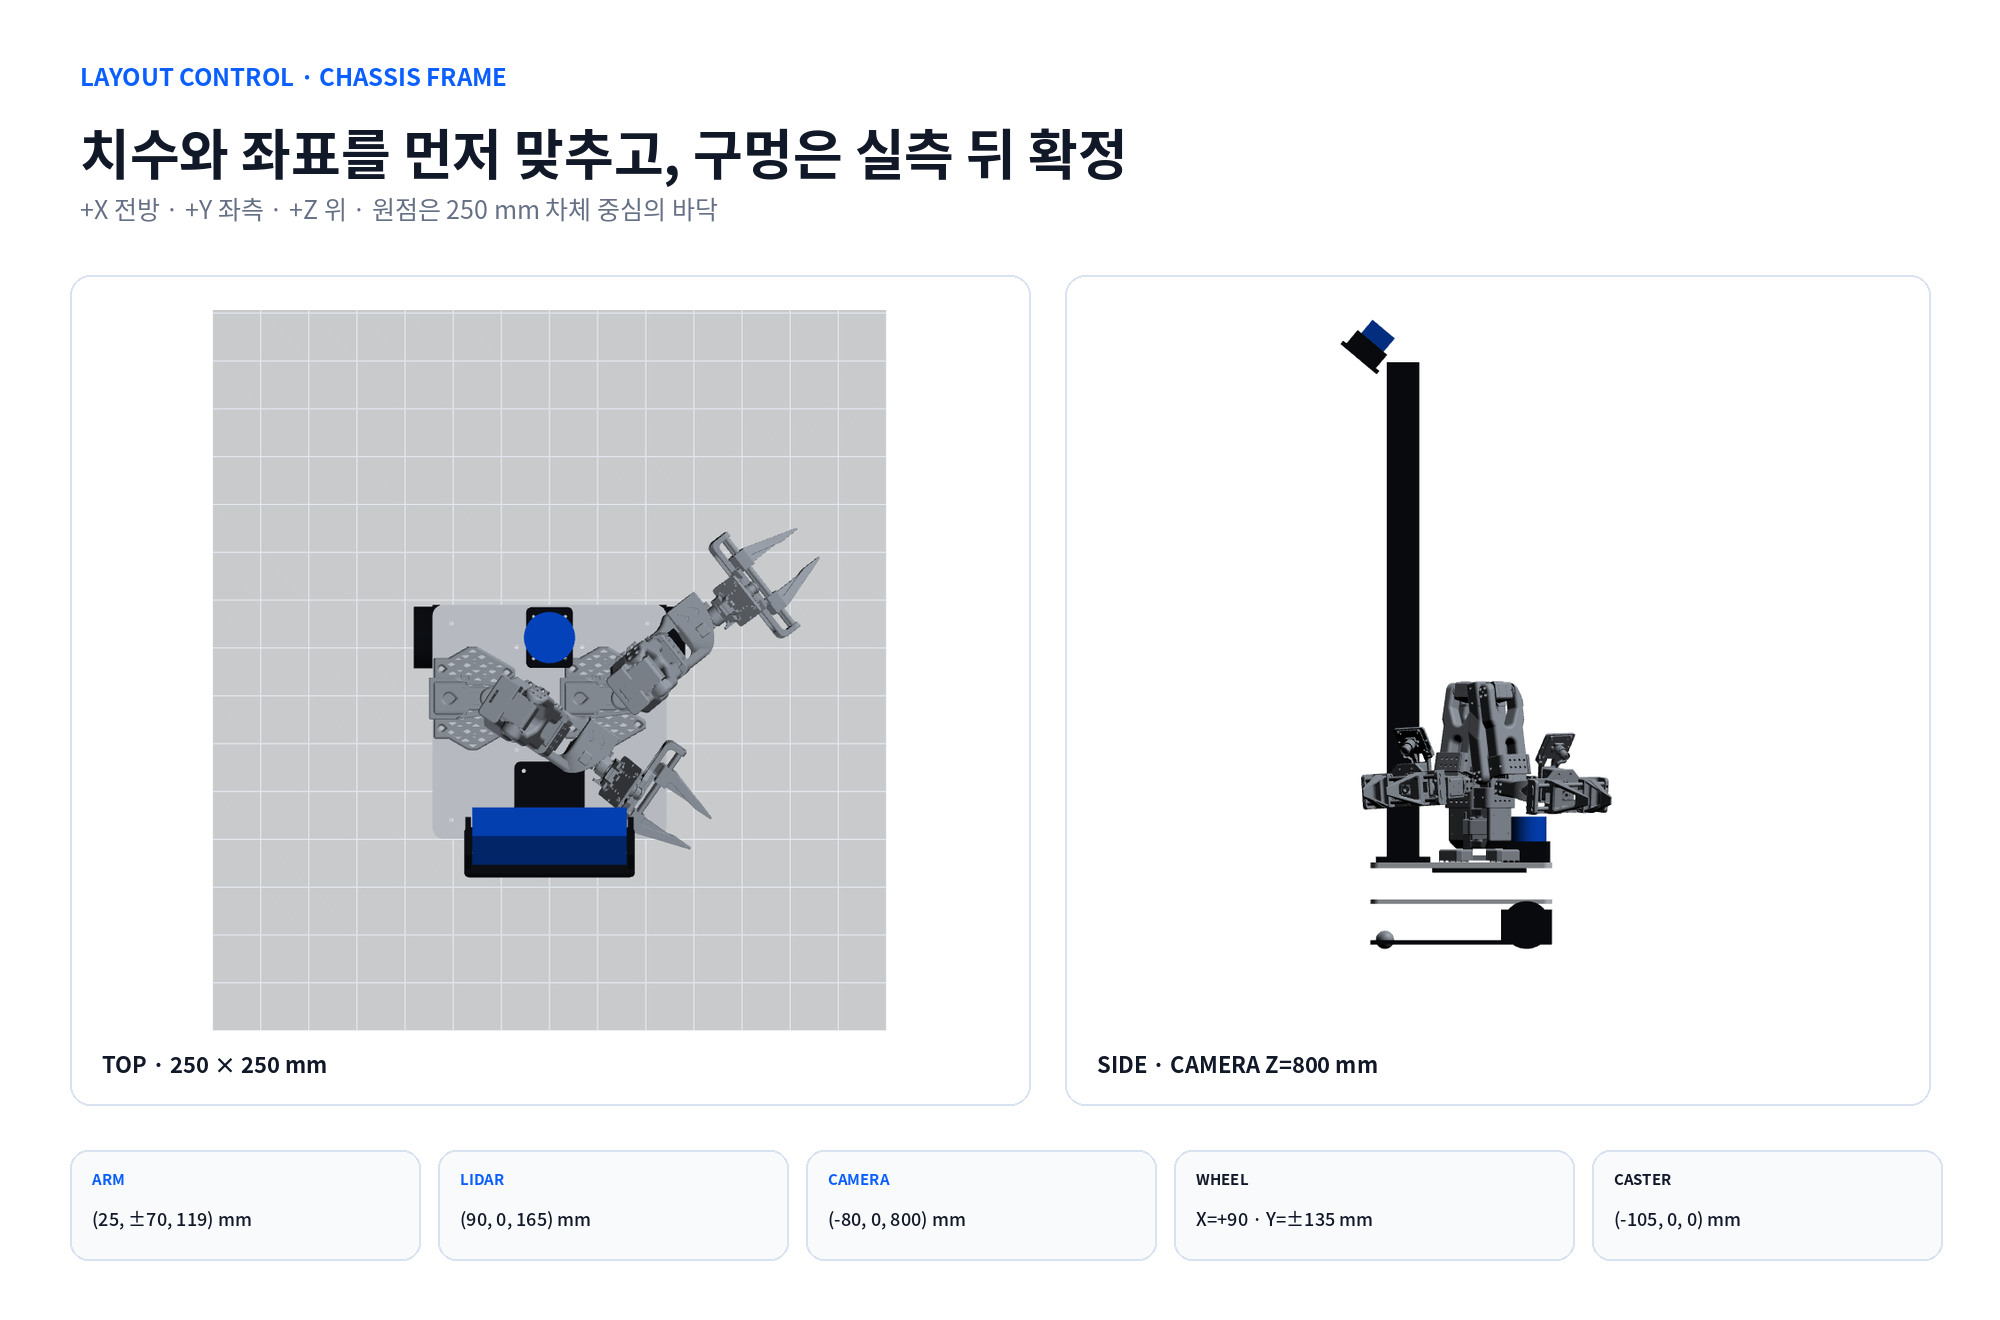 LAYOUT CONTROL · CHASSIS FRAME
치수와 좌표를 먼저 맞추고, 구멍은 실측 뒤 확정
+X 전방 · +Y 좌측 · +Z 위 · 원점은 250 mm 차체 중심의 바닥
TOP · 250 × 250 mm
SIDE · CAMERA Z=800 mm
ARM
(25, ±70, 119) mm
LIDAR
(90, 0, 165) mm
CAMERA
(-80, 0, 800) mm
WHEEL
X=+90 · Y=±135 mm
CASTER
(-105, 0, 0) mm